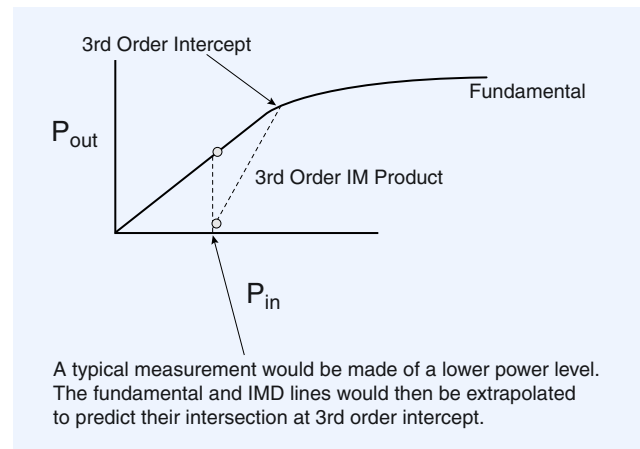 3rd Order Intercept
Fundamental
Pout
3rd Order IM Product
Pin
A typical measurement would be made of a lower power level.
The fundamental and IMD lines would then be extrapolated
to predict their intersection at 3rd order intercept.